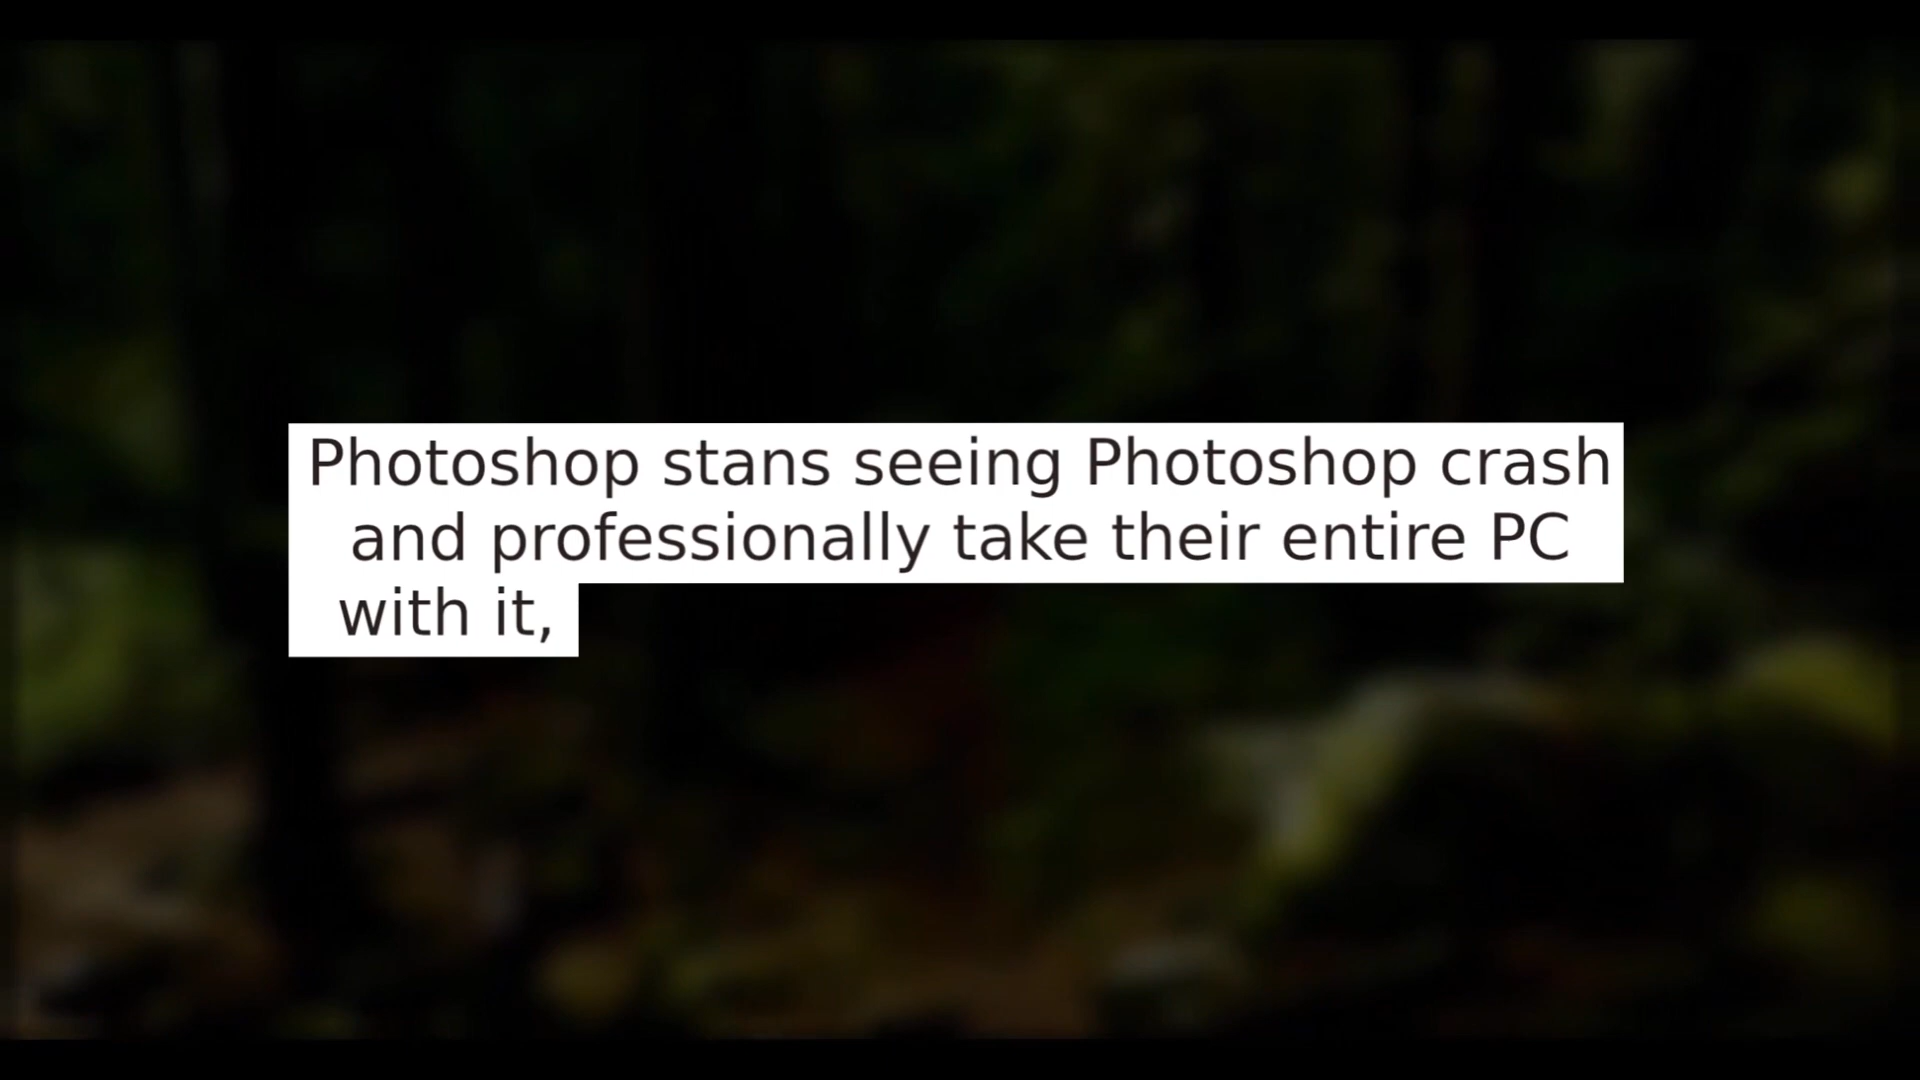 Photoshop stans seeing Photoshop crash
and professionally take their entire PC
with it,